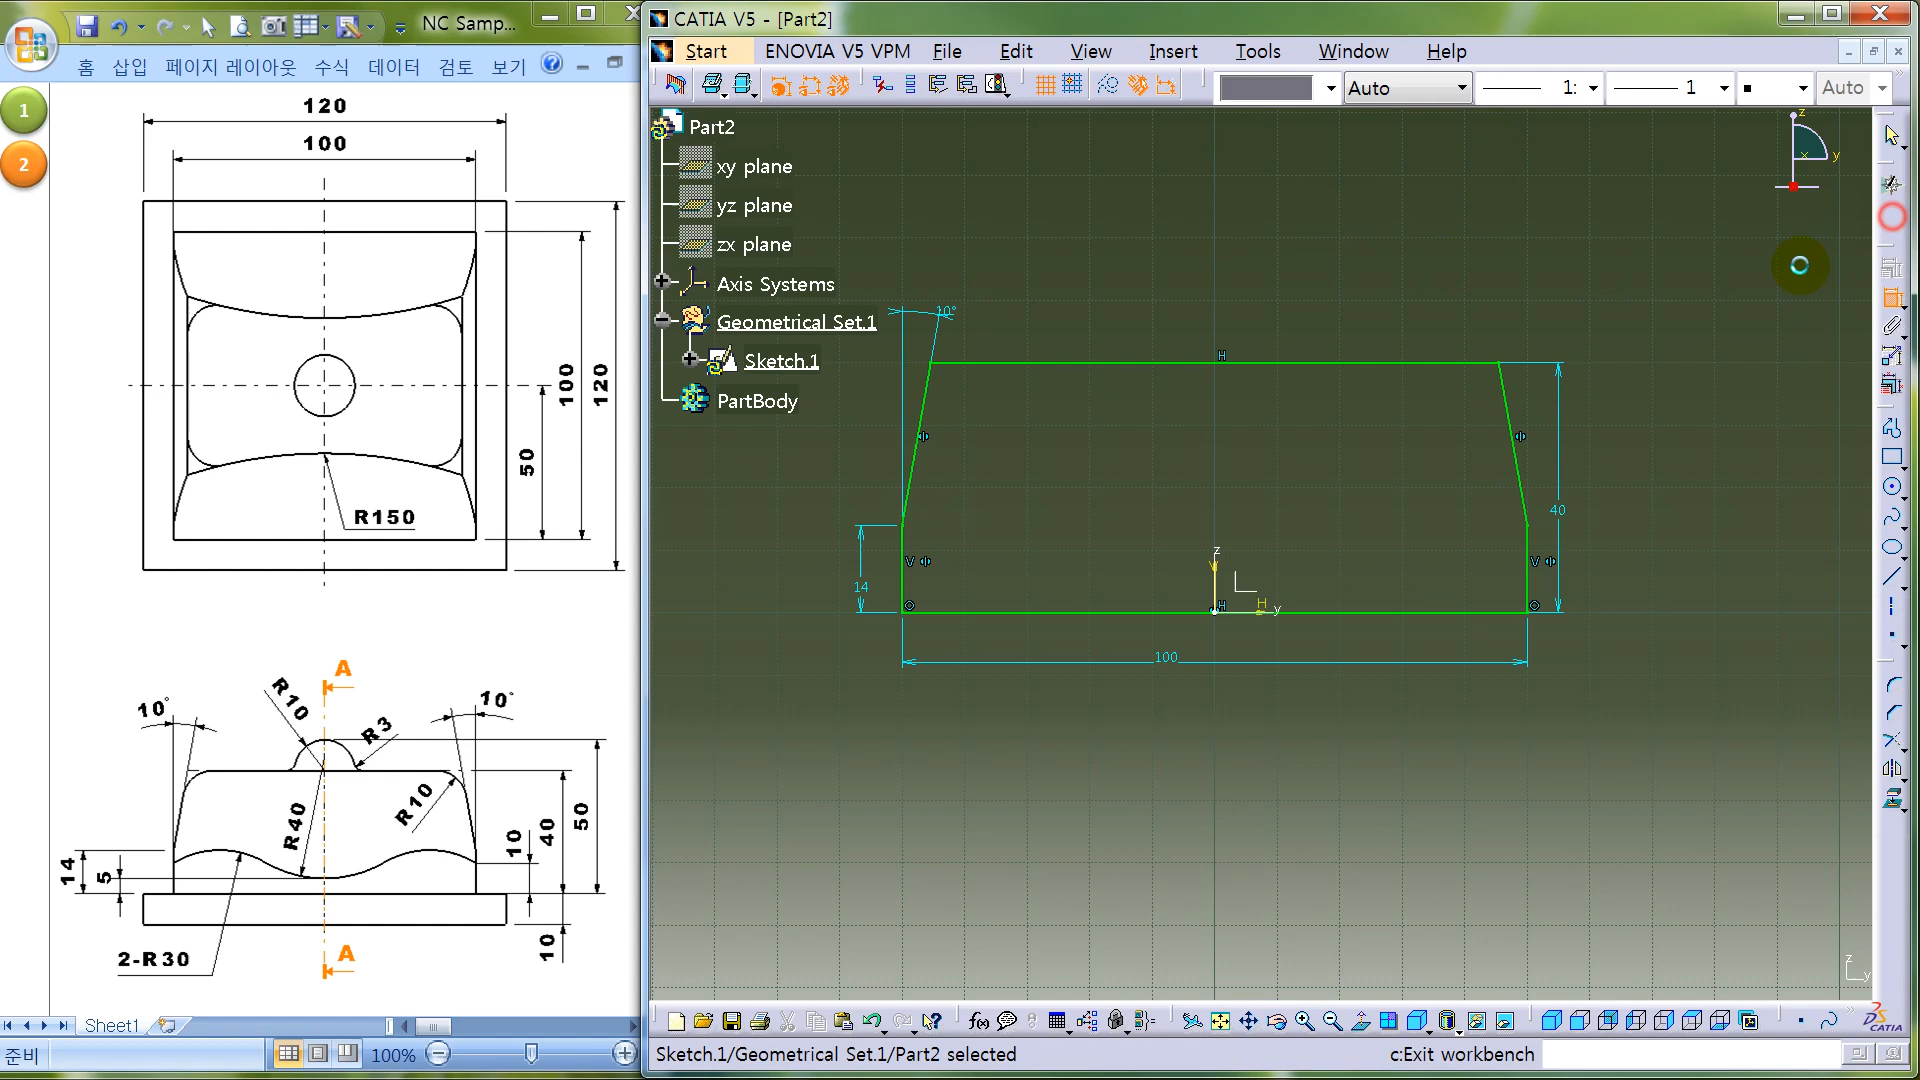 NC Samp...
홈 삽입 페이지 레이아웃 수식 데이터 검토 보기
1
2
120
100
100
120
50
R150
A
10°
R10
R3
10°
R40
R10
10
40
50
14
5
2-R30
A
10
Sheet1
준비
100%
CATIA V5 - [Part2]
Start ENOVIA V5 VPM File Edit View Insert Tools Window Help
Auto
1:
1
Auto
Part2
xy plane
yz plane
zx plane
Axis Systems
Geometrical Set.1
Sketch.1
PartBody
z
x
y
10°
H
40
V
V
14
z
V
H
H
y
100
z
y
f(x)
CATIA
Sketch.1/Geometrical Set.1/Part2 selected
c:Exit workbench